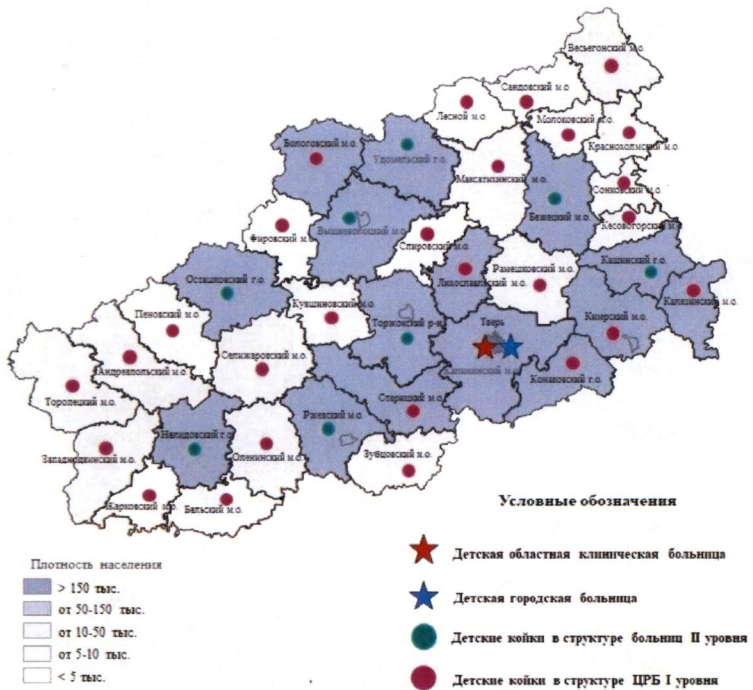 Весьегонский м.о.
Сандовский м.о.
Лесной м.о.
Молоковский м.о.
Краснохолмский м.о.
Бологовский м.о.
Удомельский г.о.
Максатихинский м.о.
Сонковский м.о.
Бежецкий м.о.
Кесовогорский м.о.
Вышневолоцкий м.о.
Фировский м.о.
Спировский м.о.
Кашинский г.о.
Осташковский г.о.
Лихославльский м.о.
Рамешковский м.о.
Калязинский м.о.
Кувшиновский м.о.
Пеновский м.о.
Торжокский р-н
Тверь
Кимрский м.о.
Андреапольский м.о.
Селижаровский м.о.
Калининский м.о.
Конаковский г.о.
Торопецкий м.о.
Старицкий м.о.
Ржевский м.о.
Нелидовский г.о.
Западнодвинский м.о.
Оленинский м.о.
Зубцовский м.о.
Жарковский м.о.
Бельский м.о.
Условные обозначения
Детская областная клиническая больница
Детская городская больница
Детские койки в структуре больниц II уровня
Детские койки в структуре ЦРБ I уровня
Плотность населения
> 150 тыс.
от 50-150 тыс.
от 10-50 тыс.
от 5-10 тыс.
< 5 тыс.